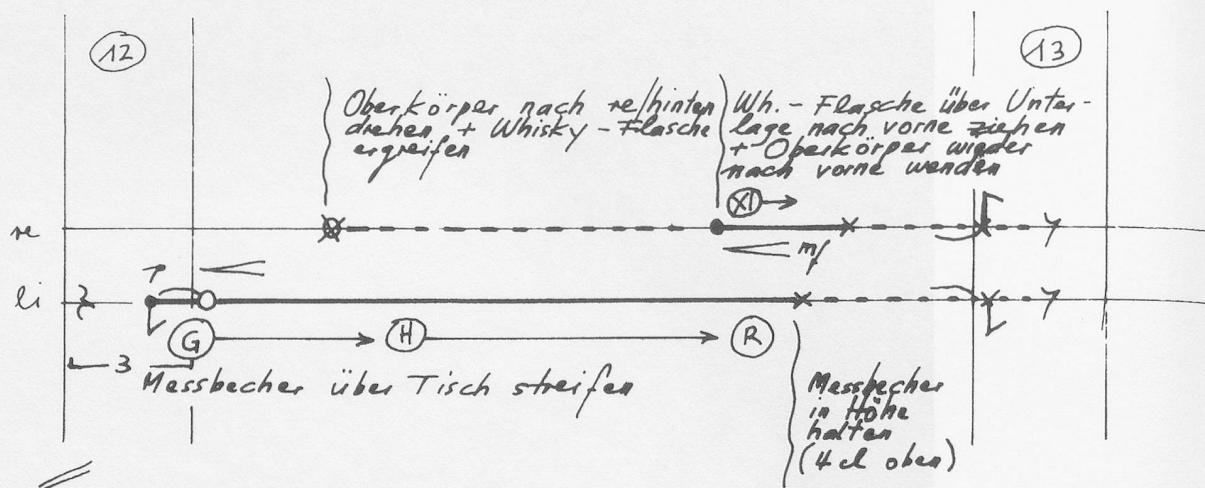 12
13
Oberkörper nach re/hinten
drehen + Whisky-Flasche
ergreifen
Wh.-Flasche über Unter-
lage nach vorne ziehen
+ Oberkörper wieder
nach vorne wenden
XI
re
mf
p
li
G H R
3
Messbecher über Tisch streifen
Messbecher
in Höhe
halten
(4 cl oben)